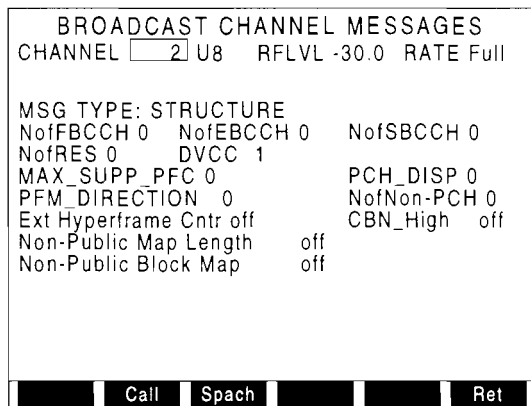 BROADCAST CHANNEL MESSAGES
CHANNEL 2 U8 RFLVL -30.0 RATE Full
MSG TYPE: STRUCTURE
NofFBCCH 0 NofEBCCH 0 NofSBCCH 0
NofRES 0 DVCC 1
MAX_SUPP_PFC 0 PCH_DISP 0
PFM_DIRECTION 0 NofNon-PCH 0
Ext Hyperframe Cntr off CBN_High off
Non-Public Map Length off
Non-Public Block Map off
Call Spach Ret